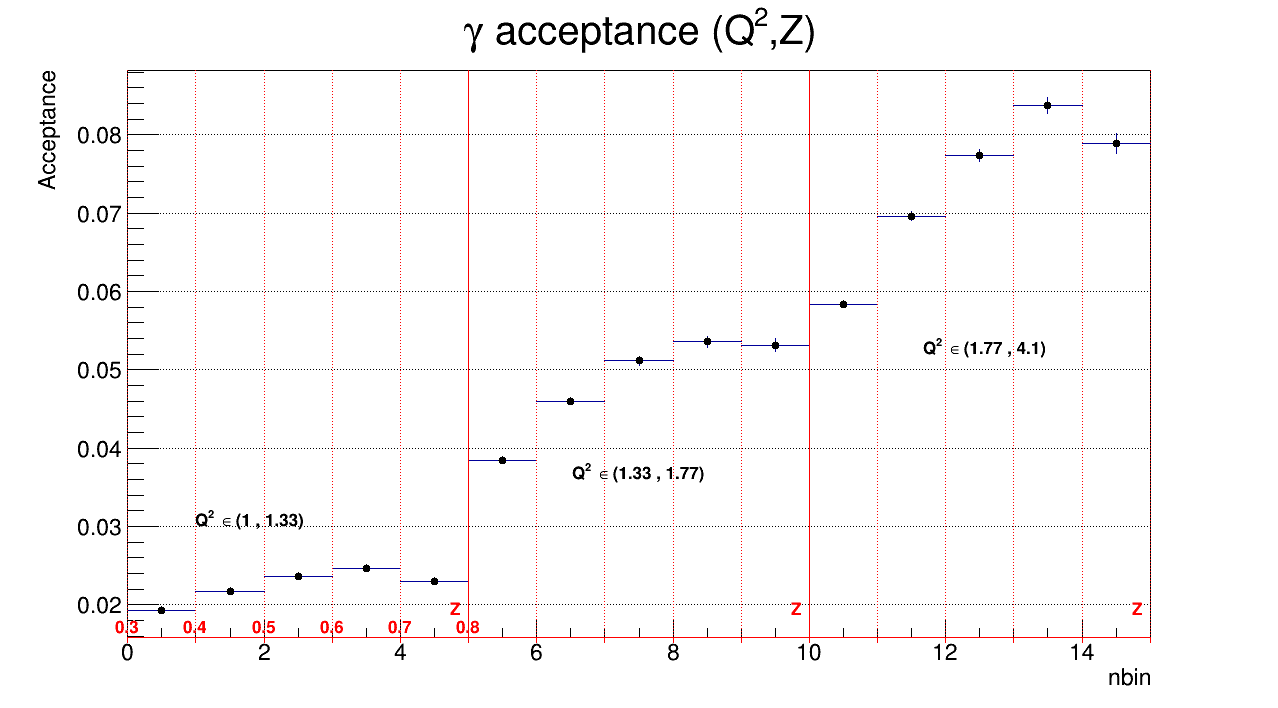 γ acceptance (Q²,Z)
Acceptance
0.08
0.07
0.06
0.05
0.04
0.03
0.02
Q² ∈ (1.77 , 4.1)
Q² ∈ (1.33 , 1.77)
Q² ∈ (1 , 1.33)
Z Z Z
0.3 0.4 0.5 0.6 0.7 0.8
0 2 4 6 8 10 12 14
nbin